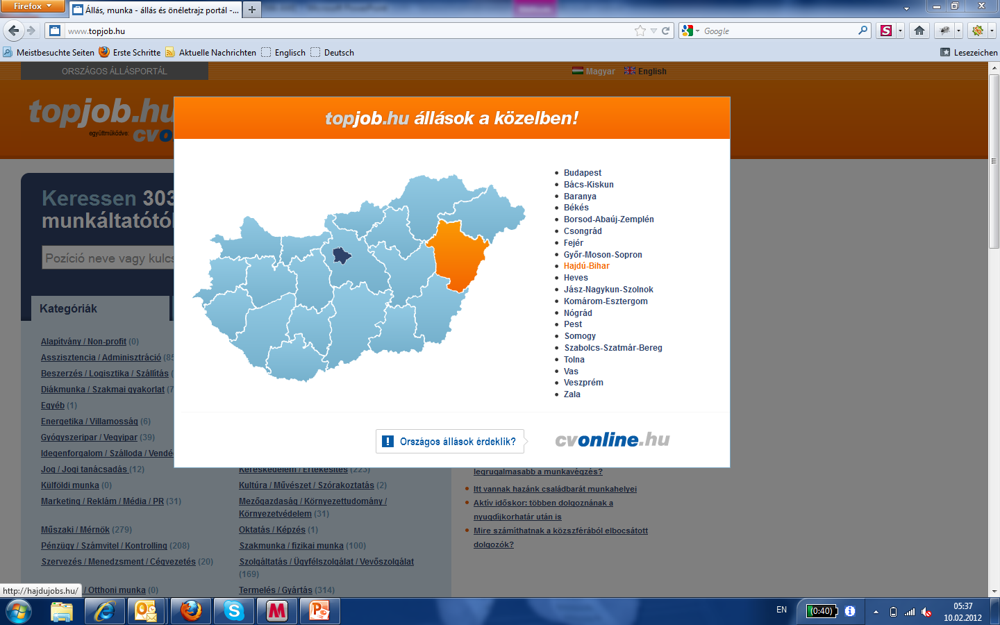 Firefox
Állás, munka - állás és önéletrajz portál -...
www.topjob.hu
Google
Meistbesuchte Seiten
Erste Schritte
Aktuelle Nachrichten
Englisch
Deutsch
Lesezeichen
ORSZÁGOS ÁLLÁSPORTÁL
Magyar
English
topjob.hu
együttműködve:
topjob.hu állások a közelben!
Keressen 303
munkáltatótól
Pozíció neve vagy kulcs
Budapest
Bács-Kiskun
Baranya
Békés
Borsod-Abaúj-Zemplén
Csongrád
Fejér
Győr-Moson-Sopron
Hajdú-Bihar
Heves
Jász-Nagykun-Szolnok
Komárom-Esztergom
Nógrád
Pest
Somogy
Szabolcs-Szatmár-Bereg
Tolna
Vas
Veszprém
Zala
! Országos állások érdeklik?
cvonline.hu
Kategóriák
Alapítvány / Non-profit (0)
Asszisztencia / Adminisztráció
Beszerzés / Logisztika / Szállítás
Diákmunka / Szakmai gyakorlat
Egyéb (1)
Energetika / Villamosság (6)
Gyógyszeripar / Vegyipar (39)
Idegenforgalom / Szálloda /
Jog / Jogi tanácsadás (12)
Külföldi munka (0)
Marketing / Reklám / Média / PR (31)
Műszaki / Mérnök (279)
Pénzügy / Számvitel / Kontrolling (208)
Szervezés / Menedzsment / Cégvezetés (20)
/ Otthoni munka (0)
Kereskedelem / Értékesítés (223)
Kultúra / Művészet / Szórakoztatás (2)
Mezőgazdaság / Környezettudomány /
Környezetvédelem (31)
Oktatás / Képzés (1)
Szakmunka / fizikai munka (100)
Szolgáltatás / Ügyfélszolgálat / Vevőszolgálat
(169)
Termelés / Gyártás (314)
legrugalmasabb a munkavégzés?
Itt vannak hazánk családbarát munkahelyei
Aktív időskor: többen dolgoznának a
nyugdíjkorhatár után is
Mire számíthatnak a közszférából elbocsátott
dolgozók?
http://hajdujobs.hu/
EN
(0:40)
05:37
10.02.2012